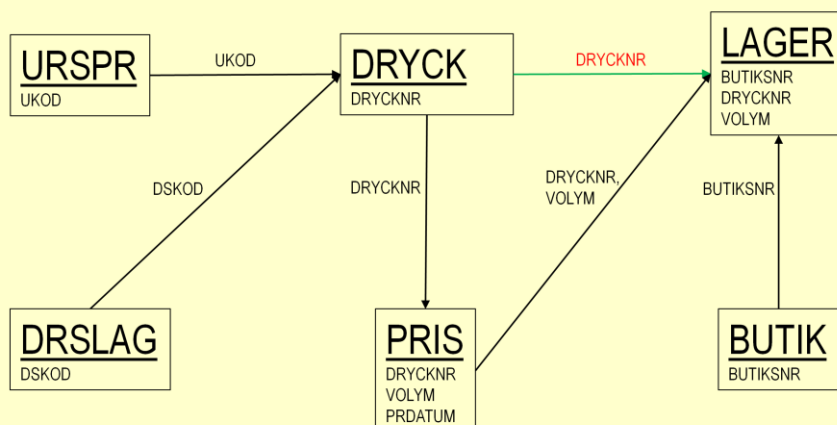 URSPR
UKOD
UKOD
DRYCK
DRYCKNR
DRYCKNR
LAGER
BUTIKSNR
DRYCKNR
VOLYM
DSKOD
DRYCKNR
DRYCKNR,
VOLYM
BUTIKSNR
DRSLAG
DSKOD
PRIS
DRYCKNR
VOLYM
PRDATUM
BUTIK
BUTIKSNR